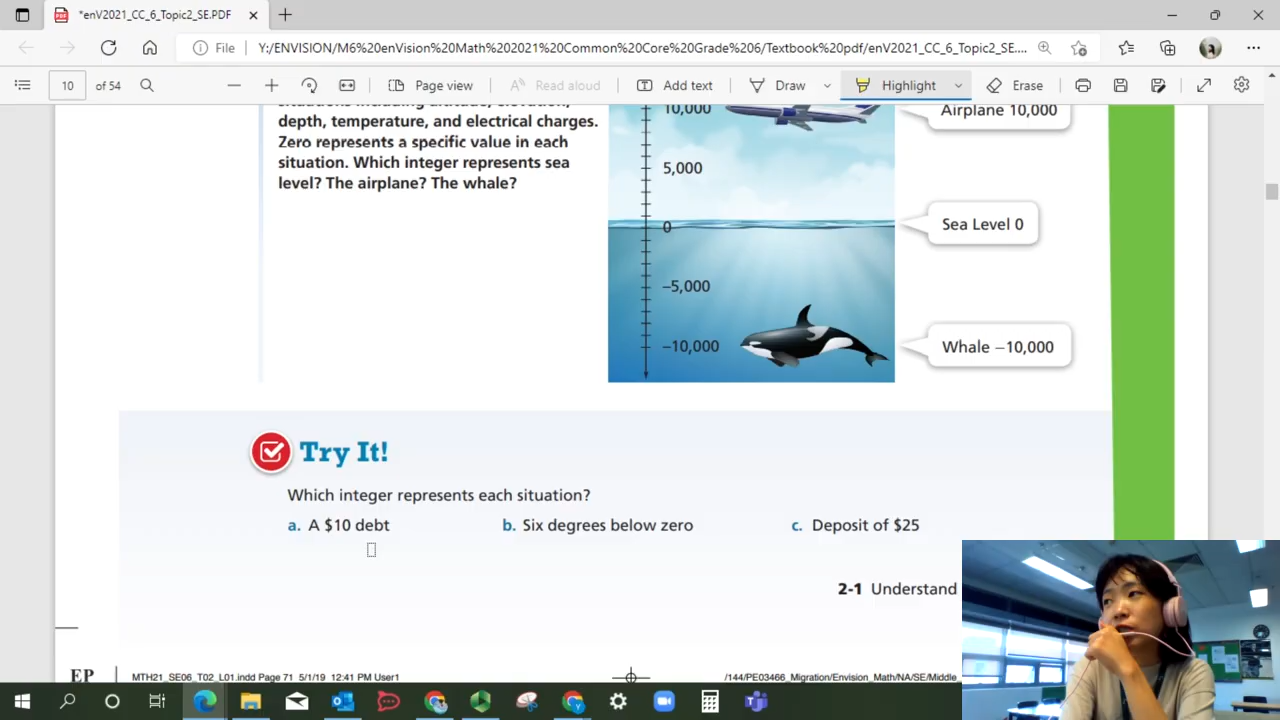 *enV2021_CC_6_Topic2_SE.PDF
File
Y:/ENVISION/M6%20enVision%20Math%202021%20Common%20Core%20Grade%206/Textbook%20pdf/enV2021_CC_6_Topic2_SE....
10 of 54
Page view
Read aloud
Add text
Draw
Highlight
Erase
situations including altitude, elevation,
depth, temperature, and electrical charges.
Zero represents a specific value in each
situation. Which integer represents sea
level? The airplane? The whale?
10,000
Airplane 10,000
5,000
0
Sea Level 0
–5,000
–10,000
Whale –10,000
Try It!
Which integer represents each situation?
a. A $10 debt
b. Six degrees below zero
c. Deposit of $25
2-1 Understand
EP
MTH21_SE06_T02_L01.indd Page 71 5/1/19 12:41 PM User1
/144/PE03466_Migration/Envision_Math/NA/SE/Middle